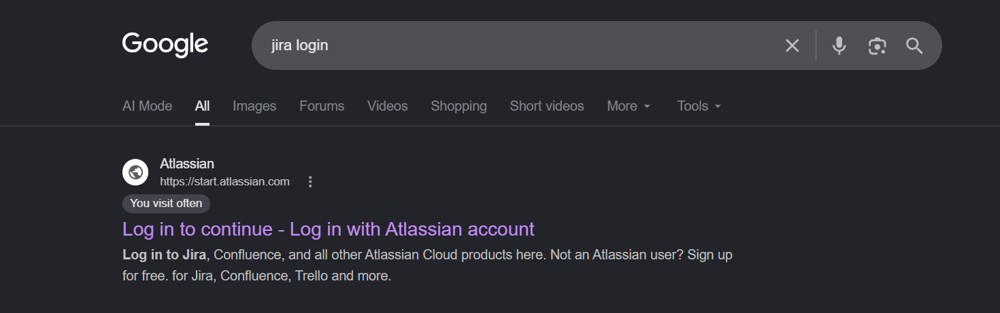 Google
jira login
AI Mode All Images Forums Videos Shopping Short videos More Tools
Atlassian
https://start.atlassian.com
You visit often
Log in to continue - Log in with Atlassian account
Log in to Jira, Confluence, and all other Atlassian Cloud products here. Not an Atlassian user? Sign up
for free. for Jira, Confluence, Trello and more.